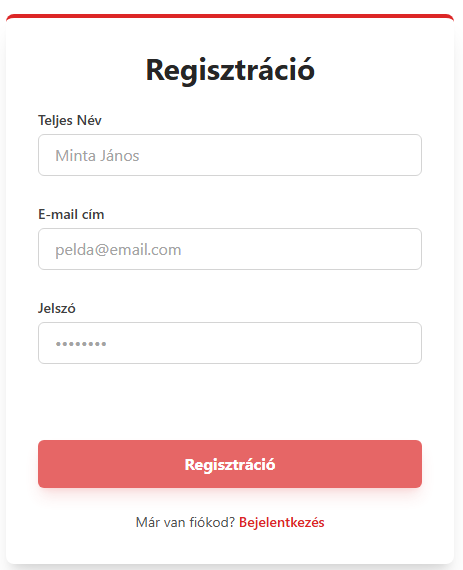 Regisztráció
Teljes Név
Minta János
E-mail cím
pelda@email.com
Jelszó
••••••••
Regisztráció
Már van fiókod? Bejelentkezés